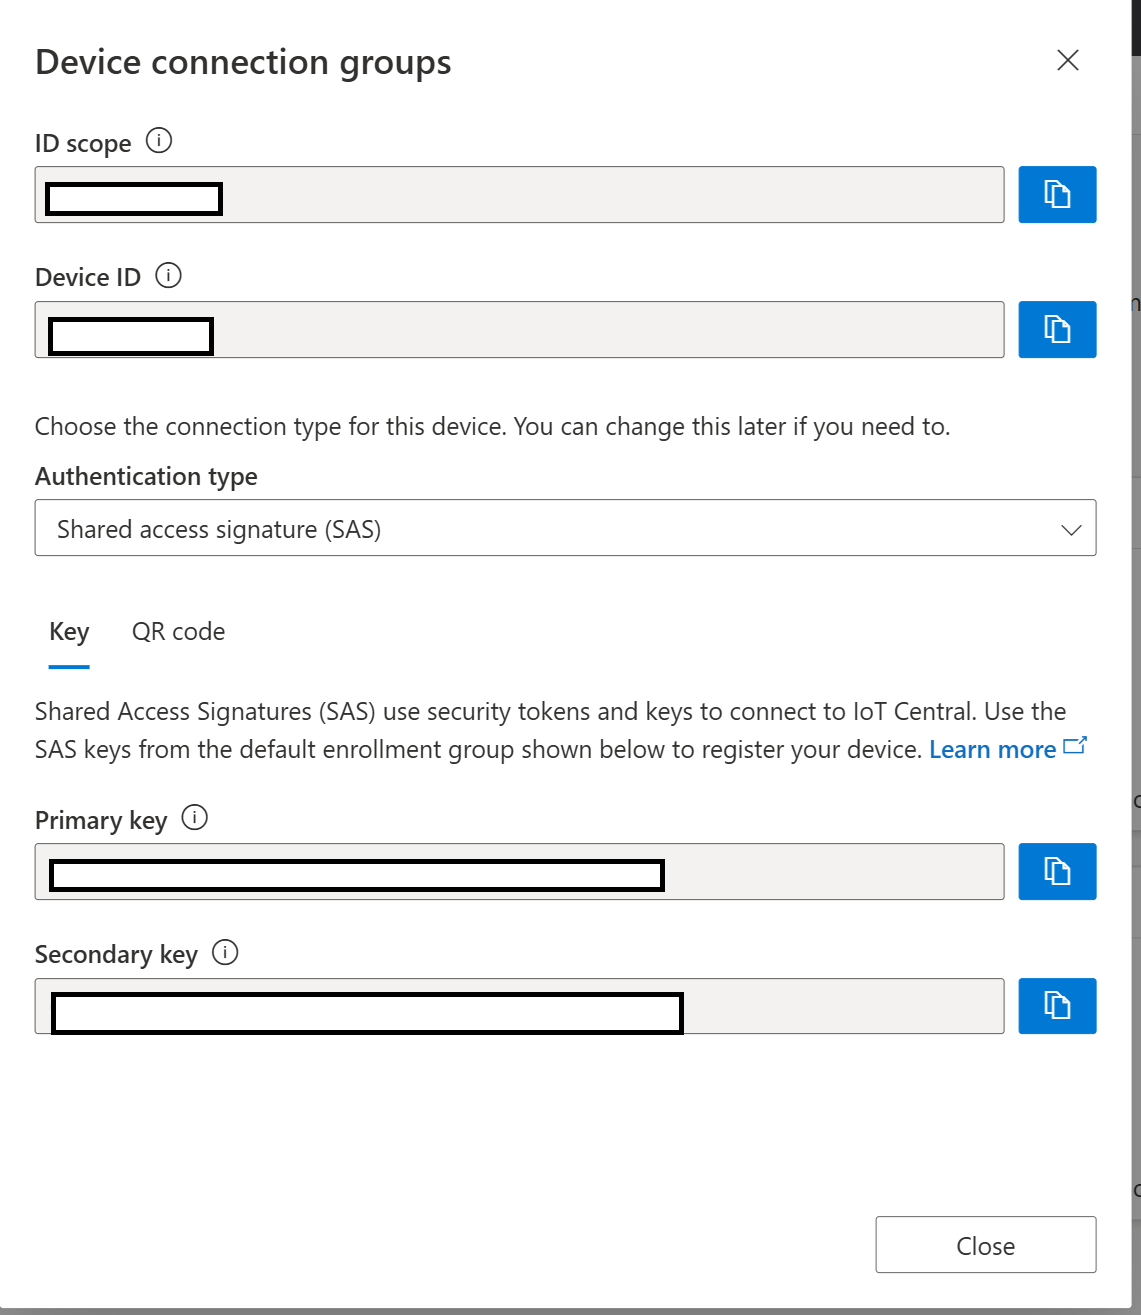 Device connection groups
ID scope
Device ID
Choose the connection type for this device. You can change this later if you need to.
Authentication type
Shared access signature (SAS)
Key QR code
Shared Access Signatures (SAS) use security tokens and keys to connect to IoT Central. Use the
SAS keys from the default enrollment group shown below to register your device. Learn more
Primary key
Secondary key
Close